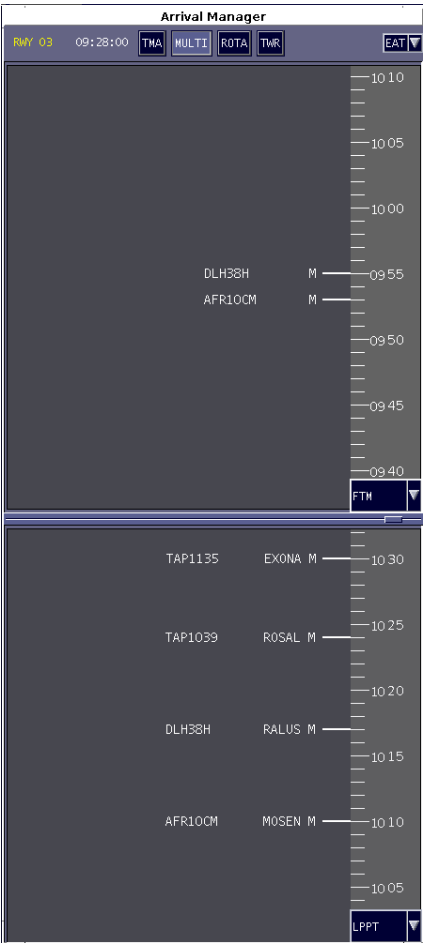 Arrival Manager
RWY 03 09:28:00 TMA MULTI ROTA TWR EAT
10 10
10 05
10 00
DLH38H M 09 55
AFR10CM M
09 50
09 45
09 40
FTM
TAP1135 EXONA M 10 30
10 25
TAP1039 ROSAL M
10 20
DLH38H RALUS M
10 15
AFR10CM MOSEN M 10 10
10 05
LPPT